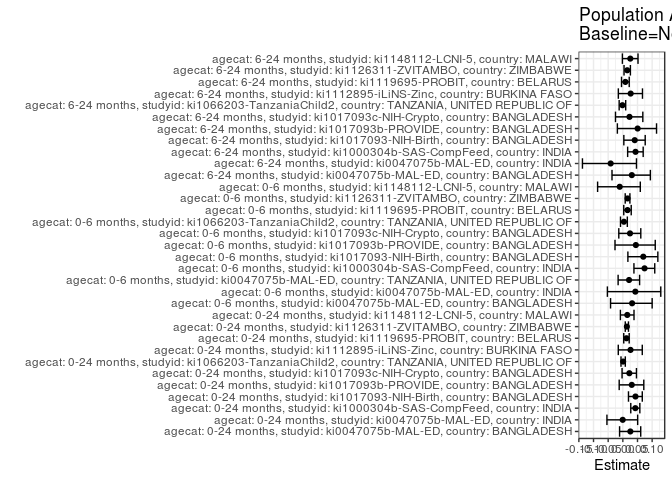 Population A
Baseline=N
agecat: 6-24 months, studyid: ki1148112-LCNI-5, country: MALAWI
agecat: 6-24 months, studyid: ki1126311-ZVITAMBO, country: ZIMBABWE
agecat: 6-24 months, studyid: ki1119695-PROBIT, country: BELARUS
agecat: 6-24 months, studyid: ki1112895-iLiNS-Zinc, country: BURKINA FASO
agecat: 6-24 months, studyid: ki1066203-TanzaniaChild2, country: TANZANIA, UNITED REPUBLIC OF
agecat: 6-24 months, studyid: ki1017093c-NIH-Crypto, country: BANGLADESH
agecat: 6-24 months, studyid: ki1017093b-PROVIDE, country: BANGLADESH
agecat: 6-24 months, studyid: ki1017093-NIH-Birth, country: BANGLADESH
agecat: 6-24 months, studyid: ki1000304b-SAS-CompFeed, country: INDIA
agecat: 6-24 months, studyid: ki0047075b-MAL-ED, country: INDIA
agecat: 6-24 months, studyid: ki0047075b-MAL-ED, country: BANGLADESH
agecat: 0-6 months, studyid: ki1148112-LCNI-5, country: MALAWI
agecat: 0-6 months, studyid: ki1126311-ZVITAMBO, country: ZIMBABWE
agecat: 0-6 months, studyid: ki1119695-PROBIT, country: BELARUS
agecat: 0-6 months, studyid: ki1066203-TanzaniaChild2, country: TANZANIA, UNITED REPUBLIC OF
agecat: 0-6 months, studyid: ki1017093c-NIH-Crypto, country: BANGLADESH
agecat: 0-6 months, studyid: ki1017093b-PROVIDE, country: BANGLADESH
agecat: 0-6 months, studyid: ki1017093-NIH-Birth, country: BANGLADESH
agecat: 0-6 months, studyid: ki1000304b-SAS-CompFeed, country: INDIA
agecat: 0-6 months, studyid: ki0047075b-MAL-ED, country: TANZANIA, UNITED REPUBLIC OF
agecat: 0-6 months, studyid: ki0047075b-MAL-ED, country: INDIA
agecat: 0-6 months, studyid: ki0047075b-MAL-ED, country: BANGLADESH
agecat: 0-24 months, studyid: ki1148112-LCNI-5, country: MALAWI
agecat: 0-24 months, studyid: ki1126311-ZVITAMBO, country: ZIMBABWE
agecat: 0-24 months, studyid: ki1119695-PROBIT, country: BELARUS
agecat: 0-24 months, studyid: ki1112895-iLiNS-Zinc, country: BURKINA FASO
agecat: 0-24 months, studyid: ki1066203-TanzaniaChild2, country: TANZANIA, UNITED REPUBLIC OF
agecat: 0-24 months, studyid: ki1017093c-NIH-Crypto, country: BANGLADESH
agecat: 0-24 months, studyid: ki1017093b-PROVIDE, country: BANGLADESH
agecat: 0-24 months, studyid: ki1017093-NIH-Birth, country: BANGLADESH
agecat: 0-24 months, studyid: ki1000304b-SAS-CompFeed, country: INDIA
agecat: 0-24 months, studyid: ki0047075b-MAL-ED, country: INDIA
agecat: 0-24 months, studyid: ki0047075b-MAL-ED, country: BANGLADESH
Estimate